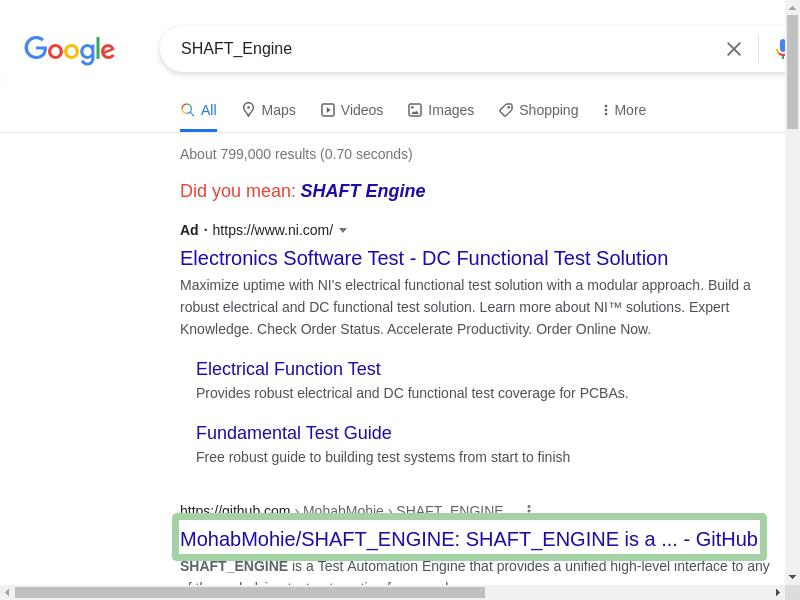 Google
SHAFT_Engine
All Maps Videos Images Shopping More
About 799,000 results (0.70 seconds)
Did you mean: SHAFT Engine
Ad · https://www.ni.com/
Electronics Software Test - DC Functional Test Solution
Maximize uptime with NI's electrical functional test solution with a modular approach. Build a
robust electrical and DC functional test solution. Learn more about NI™ solutions. Expert
Knowledge. Check Order Status. Accelerate Productivity. Order Online Now.
Electrical Function Test
Provides robust electrical and DC functional test coverage for PCBAs.
Fundamental Test Guide
Free robust guide to building test systems from start to finish
https://github.com › MohabMohie › SHAFT_ENGINE
MohabMohie/SHAFT_ENGINE: SHAFT_ENGINE is a ... - GitHub
SHAFT_ENGINE is a Test Automation Engine that provides a unified high-level interface to any